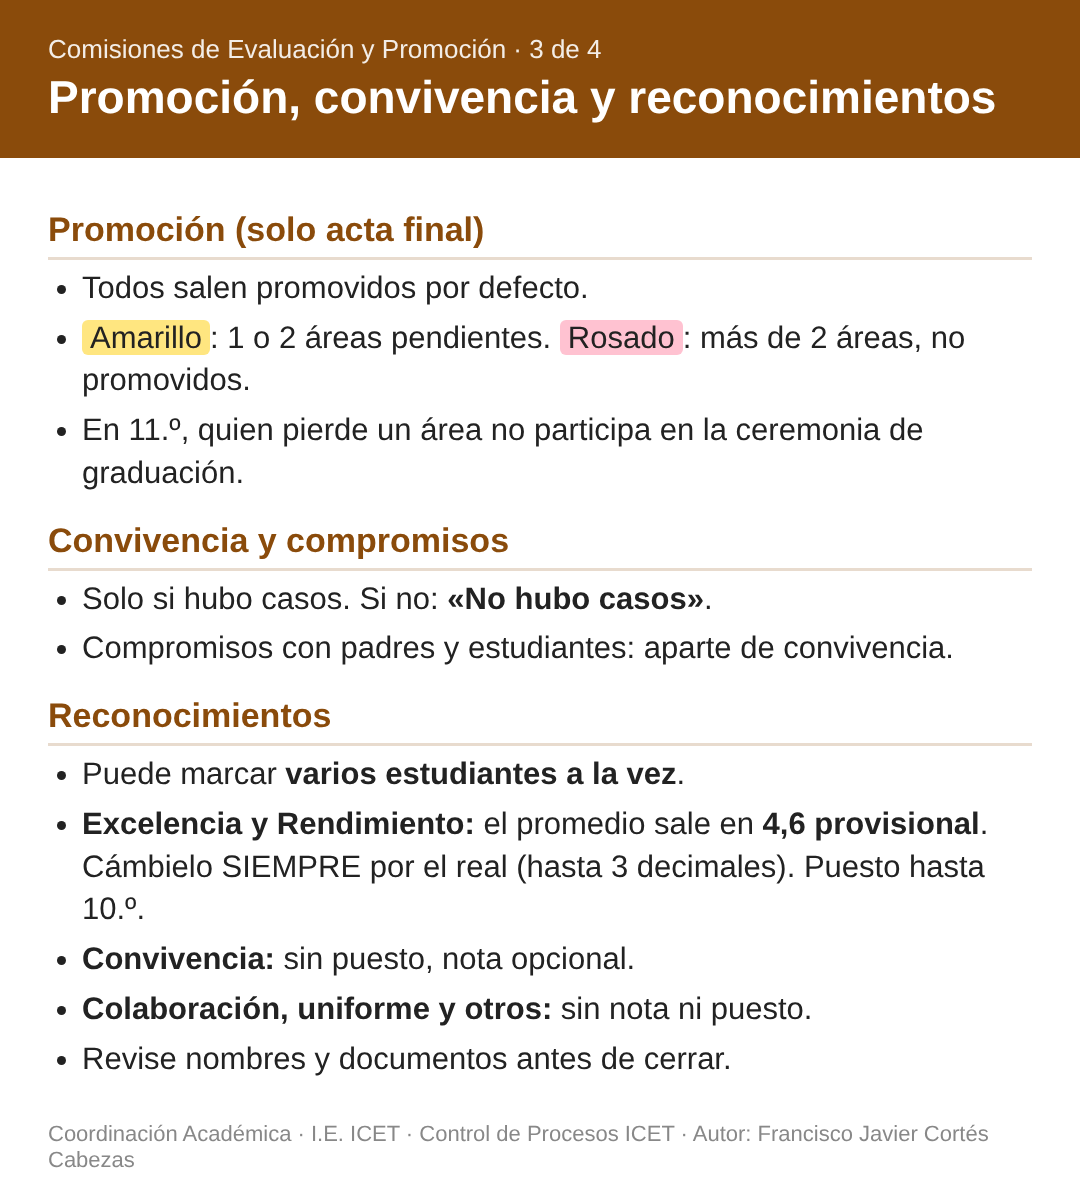 Comisiones de Evaluación y Promoción · 3 de 4
Promoción, convivencia y reconocimientos
Promoción (solo acta final)
• Todos salen promovidos por defecto.
• Amarillo: 1 o 2 áreas pendientes. Rosado: más de 2 áreas, no
promovidos.
• En 11.º, quien pierde un área no participa en la ceremonia de
graduación.
Convivencia y compromisos
• Solo si hubo casos. Si no: «No hubo casos».
• Compromisos con padres y estudiantes: aparte de convivencia.
Reconocimientos
• Puede marcar varios estudiantes a la vez.
• Excelencia y Rendimiento: el promedio sale en 4,6 provisional.
Cámbielo SIEMPRE por el real (hasta 3 decimales). Puesto hasta
10.º.
• Convivencia: sin puesto, nota opcional.
• Colaboración, uniforme y otros: sin nota ni puesto.
• Revise nombres y documentos antes de cerrar.
Coordinación Académica · I.E. ICET · Control de Procesos ICET · Autor: Francisco Javier Cortés
Cabezas